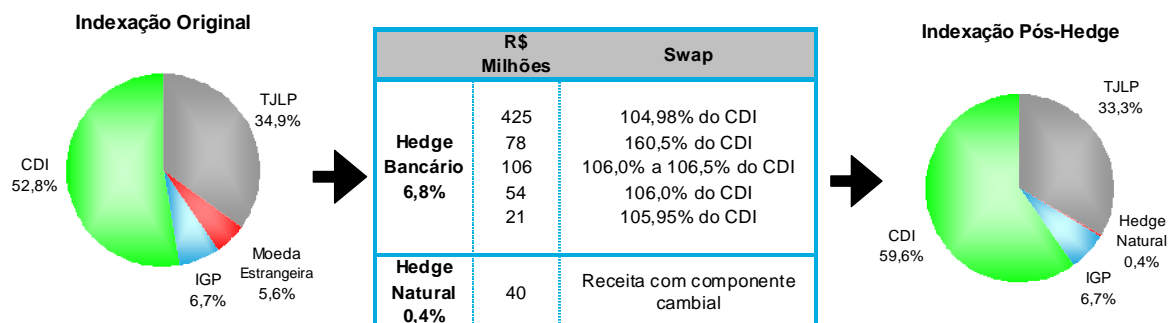 Indexação Original
TJLP
34,9%
CDI
52,8%
Moeda
Estrangeira
5,6%
IGP
6,7%
R$
Milhões
Swap
Hedge
Bancário
6,8%
425 104,98% do CDI
78 160,5% do CDI
106 106,0% a 106,5% do CDI
54 106,0% do CDI
21 105,95% do CDI
Hedge
Natural
0,4%
40
Receita com componente
cambial
Indexação Pós-Hedge
TJLP
33,3%
CDI
59,6%
Hedge
Natural
0,4%
IGP
6,7%